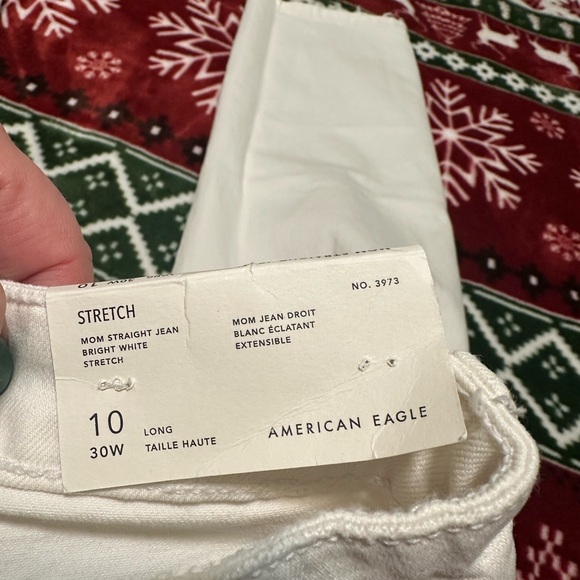 STRETCH
MOM STRAIGHT JEAN
BRIGHT WHITE
STRETCH
MOM JEAN DROIT
BLANC ÉCLATANT
EXTENSIBLE
NO. 3973
10
30W
LONG
TAILLE HAUTE
AMERICAN EAGLE